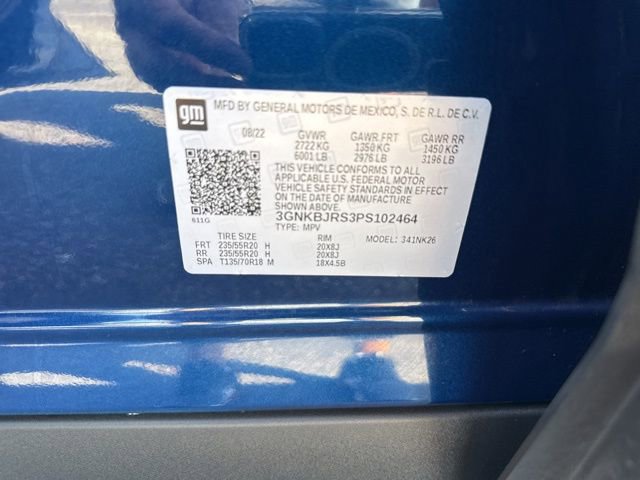 gm MFD BY GENERAL MOTORS DE MEXICO, S. DE R.L. DE C.V.
08/22 GVWR GAWR FRT GAWR RR
2722 KG 1350 KG 1450 KG
6001 LB 2976 LB 3196 LB
THIS VEHICLE CONFORMS TO ALL
APPLICABLE U.S. FEDERAL MOTOR
VEHICLE SAFETY STANDARDS IN EFFECT
ON THE DATE OF MANUFACTURE
SHOWN ABOVE.
611G
3GNKBJRS3PS102464
TYPE: MPV
TIRE SIZE RIM MODEL: 341NK26
FRT 235/55R20 H 20X8J
RR 235/55R20 H 20X8J
SPA T135/70R18 M 18X4.5B